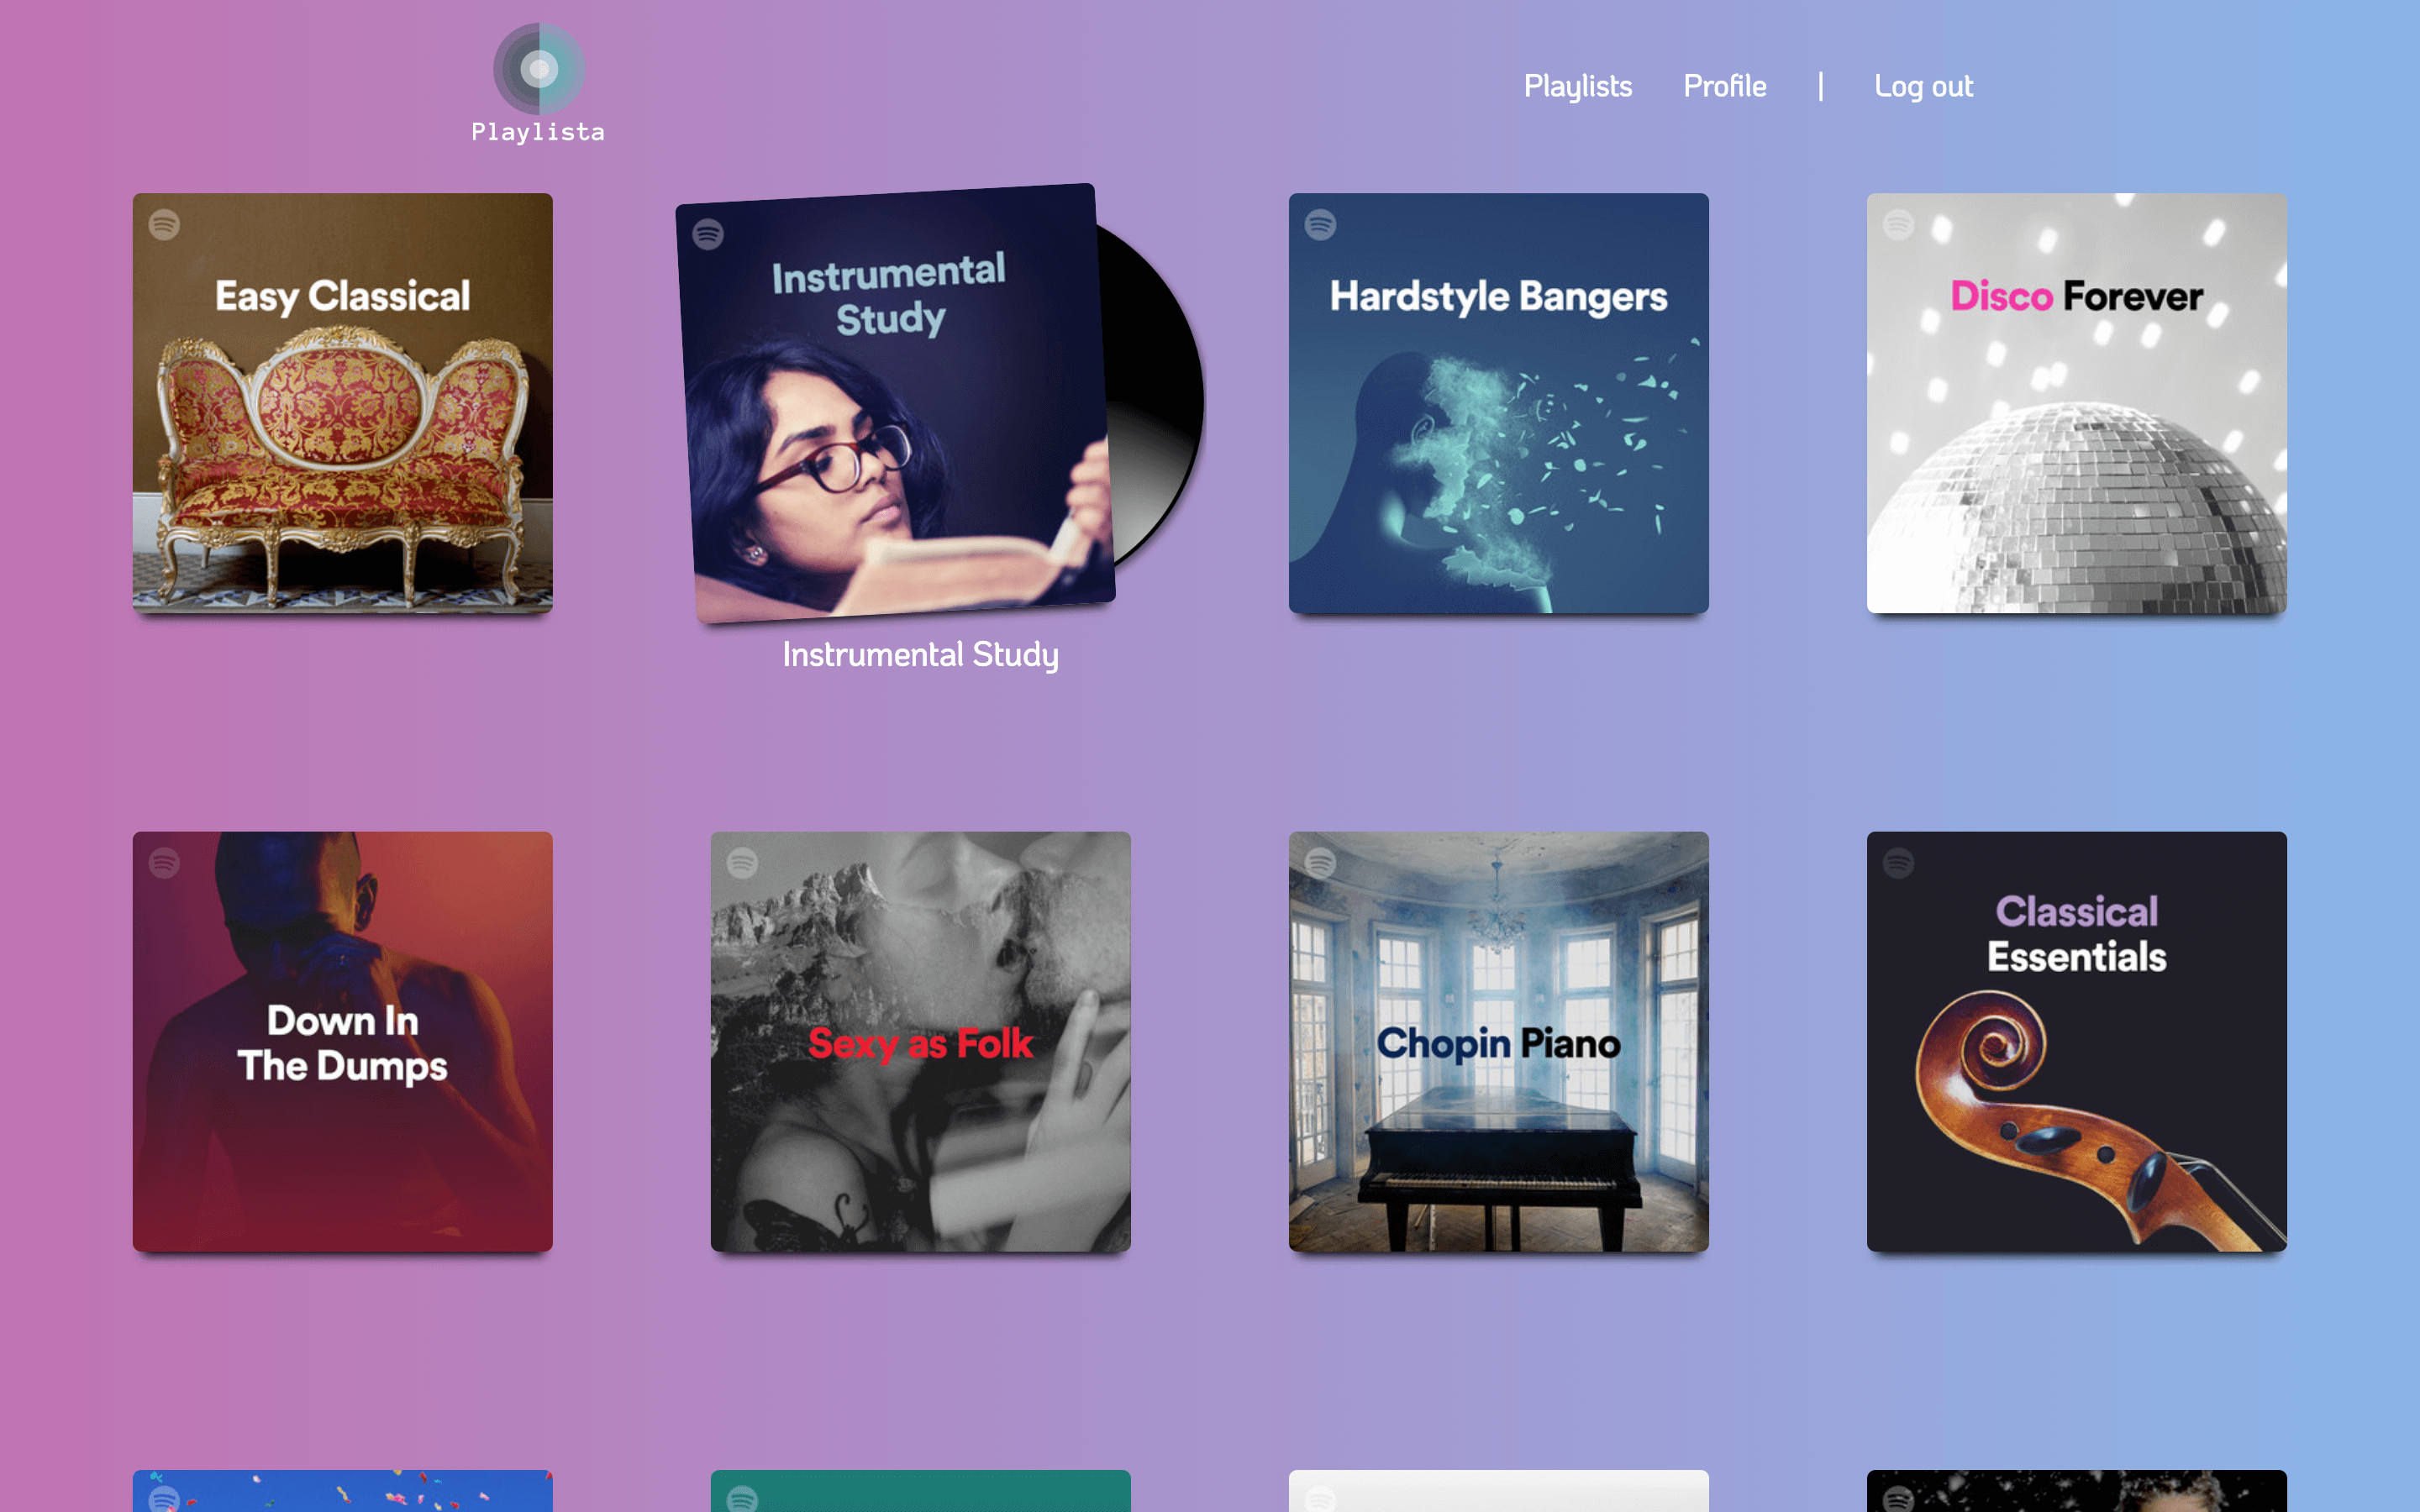 Playlista
Playlists
Profile
|
Log out
Easy Classical
Instrumental
Study
Hardstyle Bangers
Disco Forever
Instrumental Study
Down In
The Dumps
Sexy as Folk
Chopin Piano
Classical
Essentials